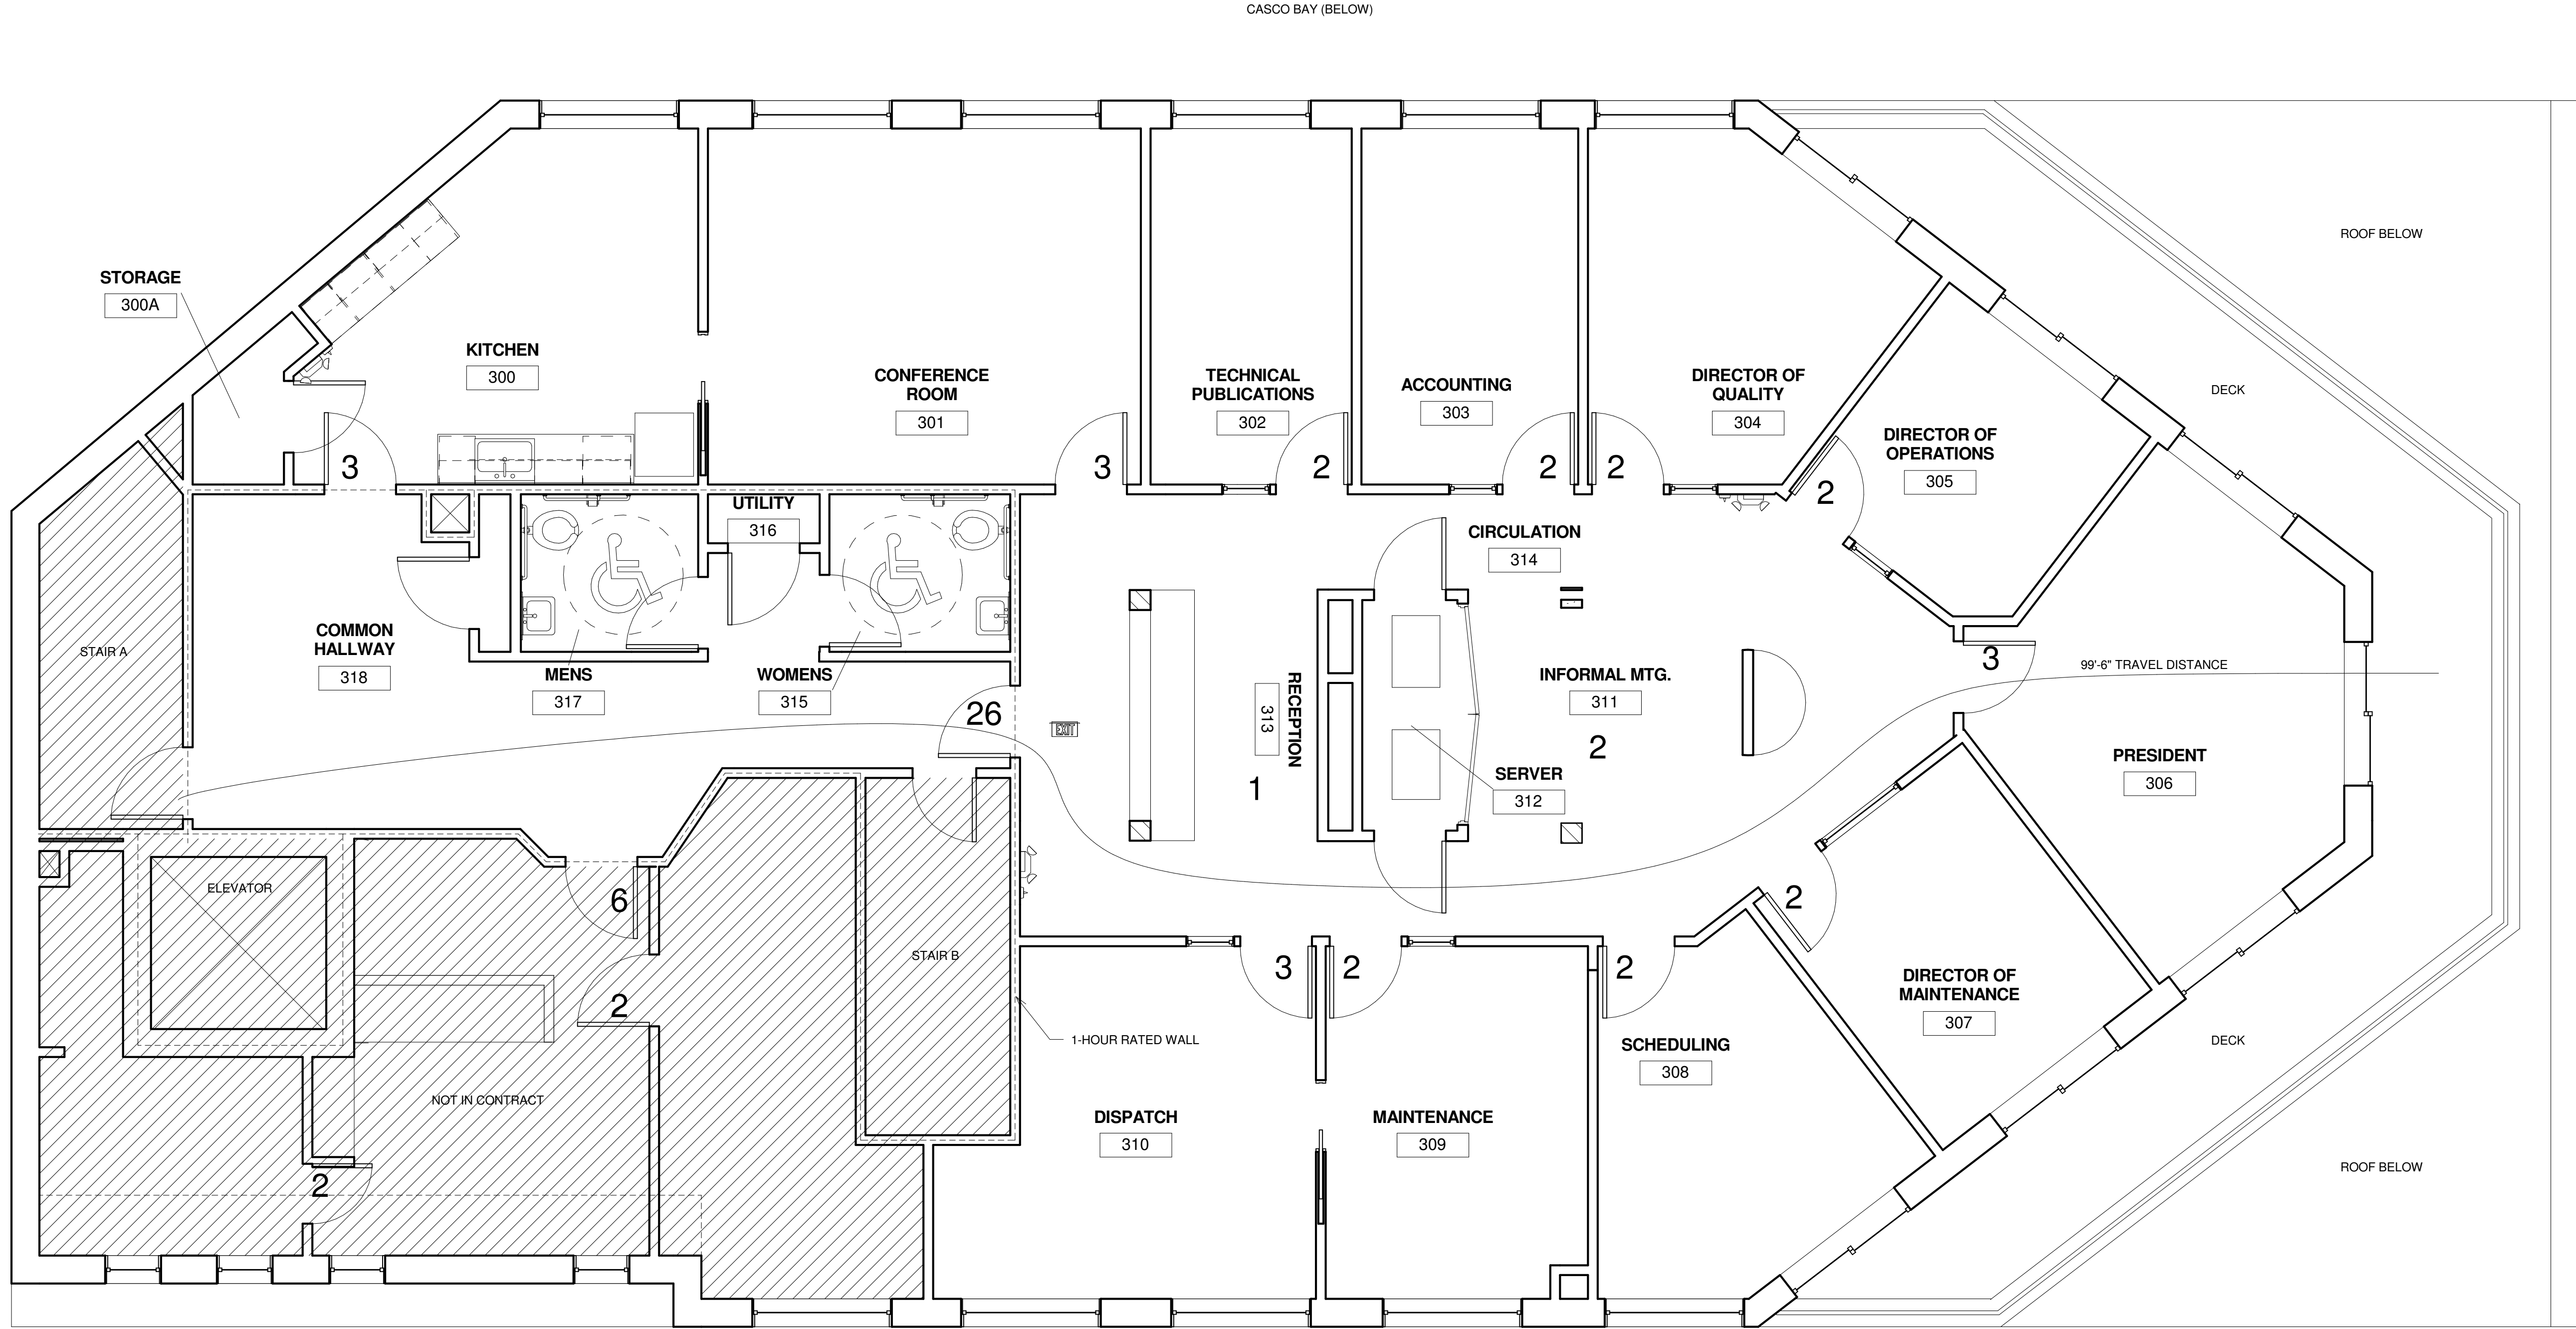 CASCO BAY (BELOW)
ROOF BELOW
STORAGE
300A
KITCHEN
300
CONFERENCE
ROOM
301
TECHNICAL
PUBLICATIONS
302
ACCOUNTING
303
DIRECTOR OF
QUALITY
304
DECK
DIRECTOR OF
OPERATIONS
305
3
3
2
2
2
2
UTILITY
316
CIRCULATION
314
STAIR A
COMMON
HALLWAY
318
MENS
317
WOMENS
315
26
EXIT
RECEPTION
313
1
INFORMAL MTG.
311
2
SERVER
312
3
99'-6" TRAVEL DISTANCE
PRESIDENT
306
ELEVATOR
6
2
STAIR B
3
2
2
2
DIRECTOR OF
MAINTENANCE
307
1-HOUR RATED WALL
SCHEDULING
308
DECK
NOT IN CONTRACT
DISPATCH
310
MAINTENANCE
309
2
ROOF BELOW